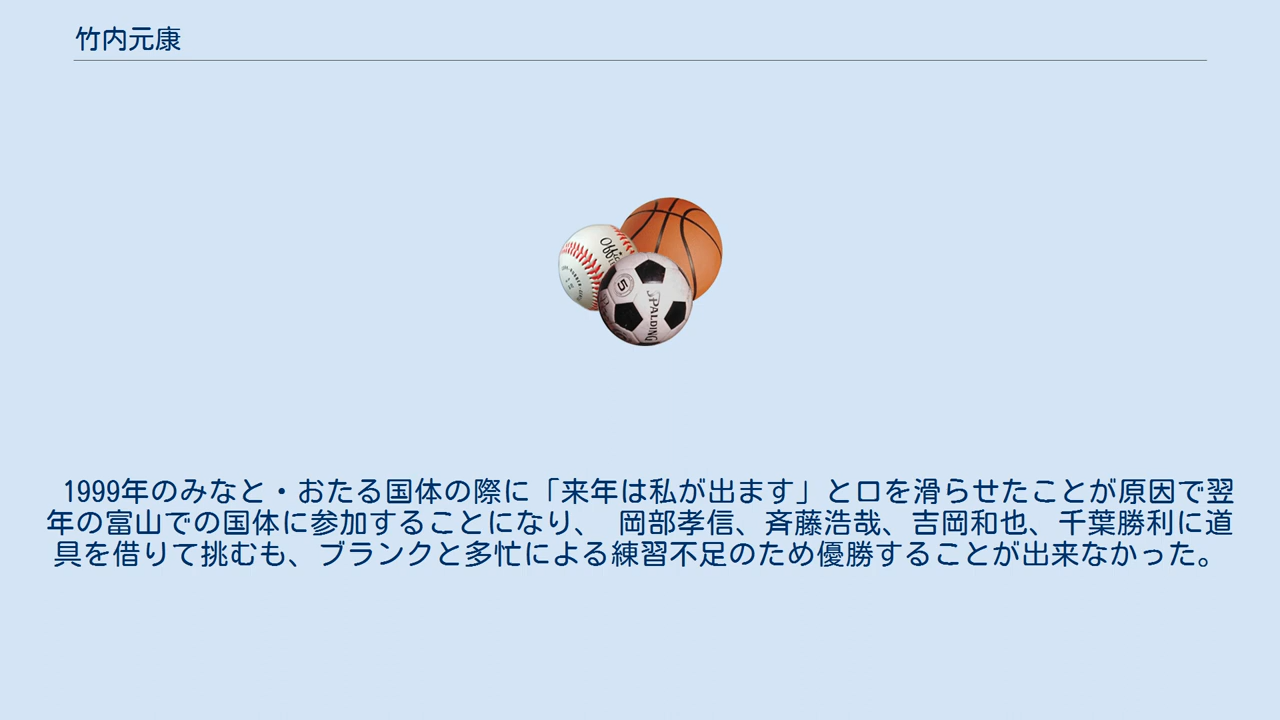 竹内元康
Offic
5
SPALDING
1999年のみなと・おたる国体の際に「来年は私が出ます」と口を滑らせたことが原因で翌
年の富山での国体に参加することになり、 岡部孝信、斉藤浩哉、吉岡和也、千葉勝利に道
具を借りて挑むも、ブランクと多忙による練習不足のため優勝することが出来なかった。